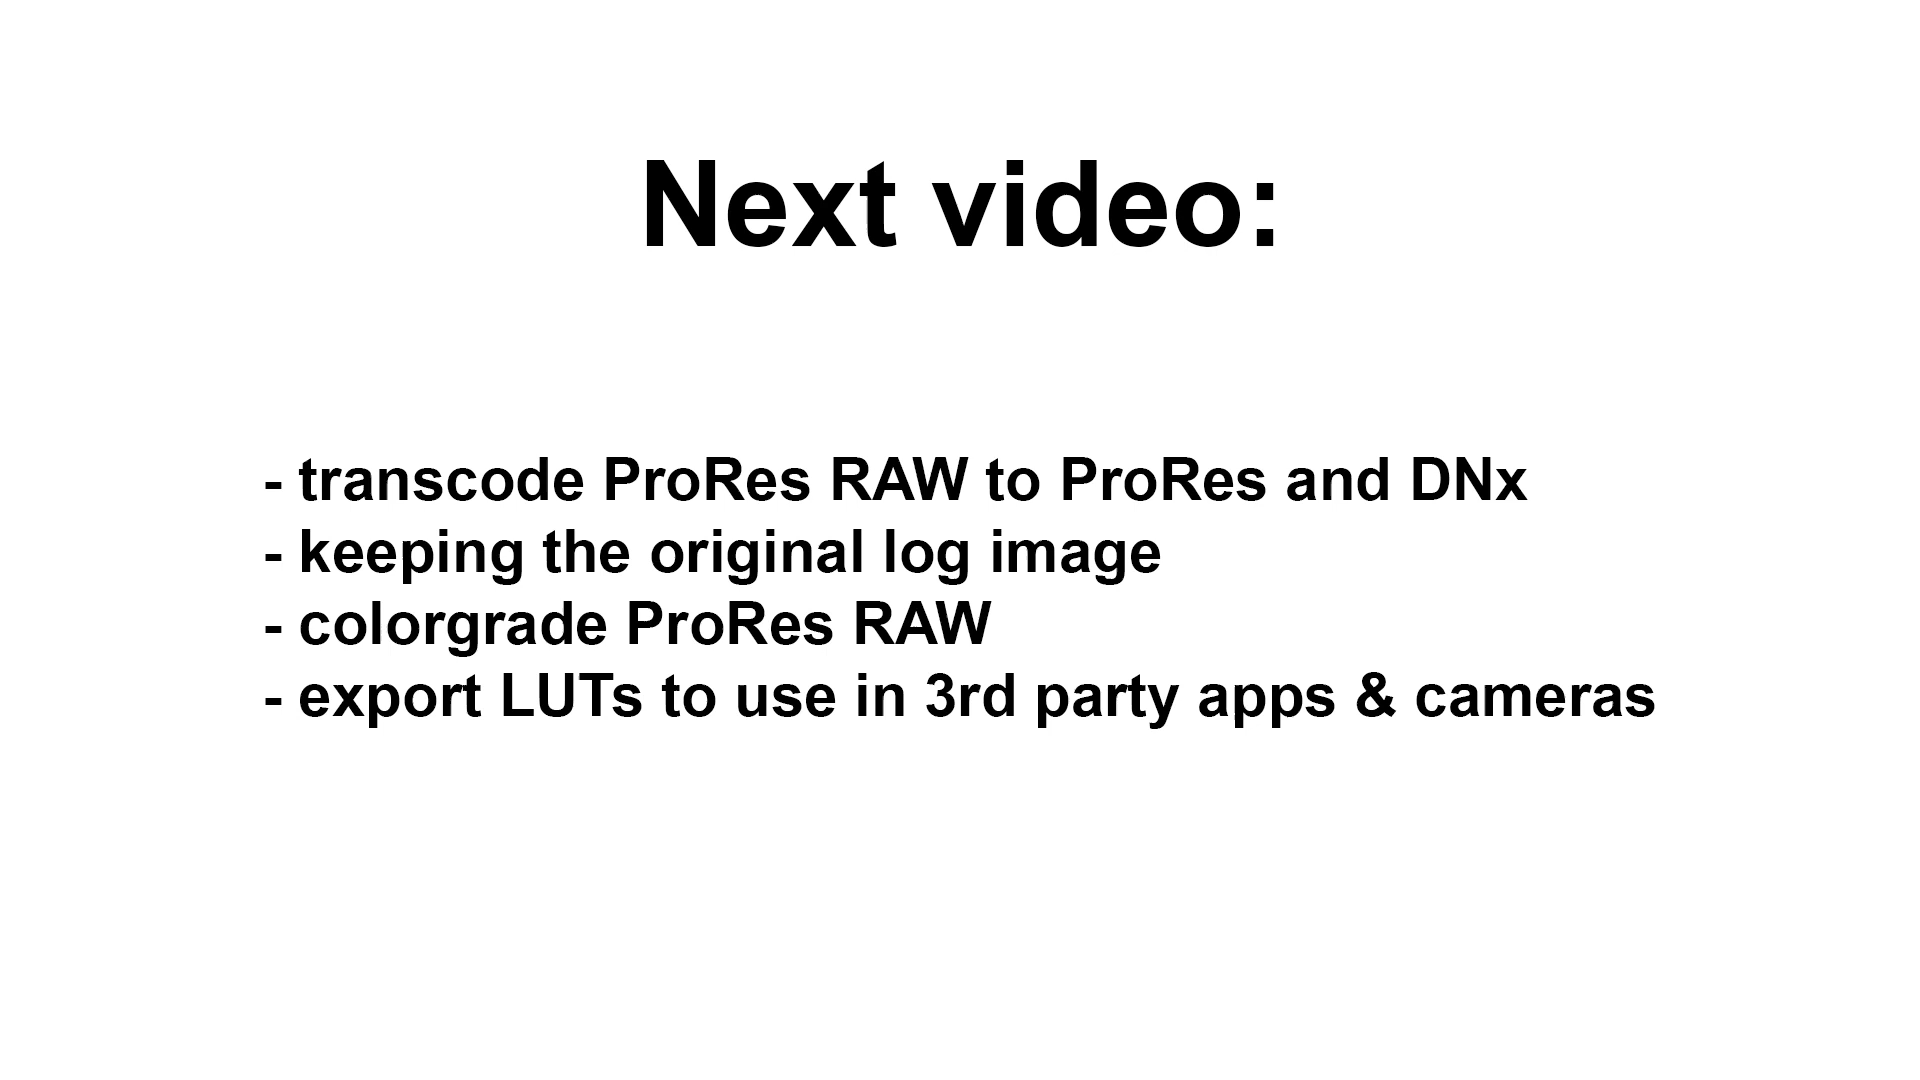 Next video:
- transcode ProRes RAW to ProRes and DNx
- keeping the original log image
- colorgrade ProRes RAW
- export LUTs to use in 3rd party apps & cameras